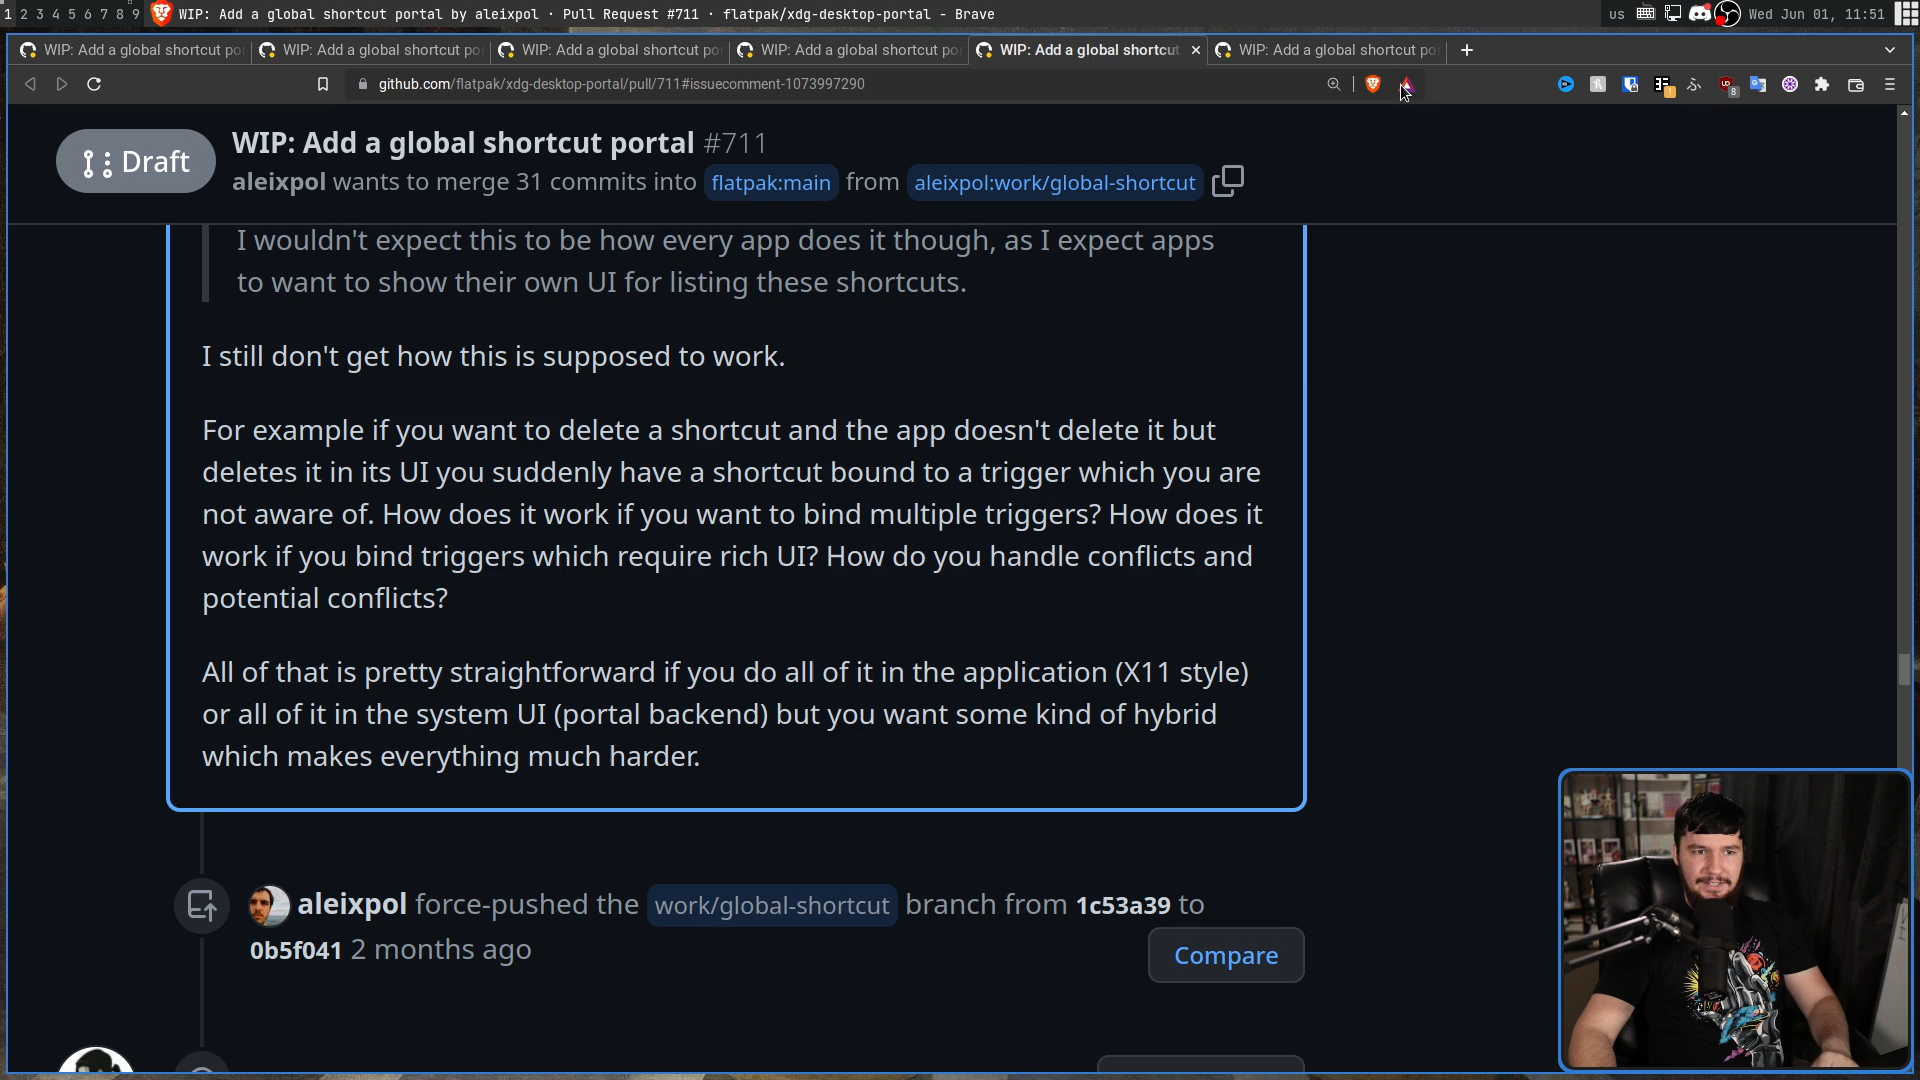 1 2 3 4 5 6 7 8 9 WIP: Add a global shortcut portal by aleixpol · Pull Request #711 · flatpak/xdg-desktop-portal - Brave us Wed Jun 01, 11:51
WIP: Add a global shortcut po WIP: Add a global shortcut po WIP: Add a global shortcut po WIP: Add a global shortcut po WIP: Add a global shortcut WIP: Add a global shortcut po
github.com/flatpak/xdg-desktop-portal/pull/711#issuecomment-1073997290 8
Draft
WIP: Add a global shortcut portal #711
aleixpol wants to merge 31 commits into flatpak:main from aleixpol:work/global-shortcut
I wouldn't expect this to be how every app does it though, as I expect apps
to want to show their own UI for listing these shortcuts.
I still don't get how this is supposed to work.
For example if you want to delete a shortcut and the app doesn't delete it but
deletes it in its UI you suddenly have a shortcut bound to a trigger which you are
not aware of. How does it work if you want to bind multiple triggers? How does it
work if you bind triggers which require rich UI? How do you handle conflicts and
potential conflicts?
All of that is pretty straightforward if you do all of it in the application (X11 style)
or all of it in the system UI (portal backend) but you want some kind of hybrid
which makes everything much harder.
aleixpol force-pushed the work/global-shortcut branch from 1c53a39 to
0b5f041 2 months ago
Compare